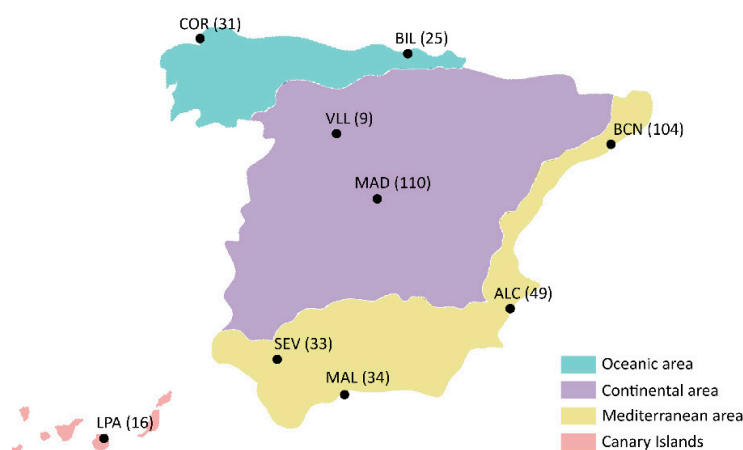 COR (31)
BIL (25)
VLL (9)
BCN (104)
MAD (110)
ALC (49)
SEV (33)
MAL (34)
LPA (16)
Oceanic area
Continental area
Mediterranean area
Canary Islands